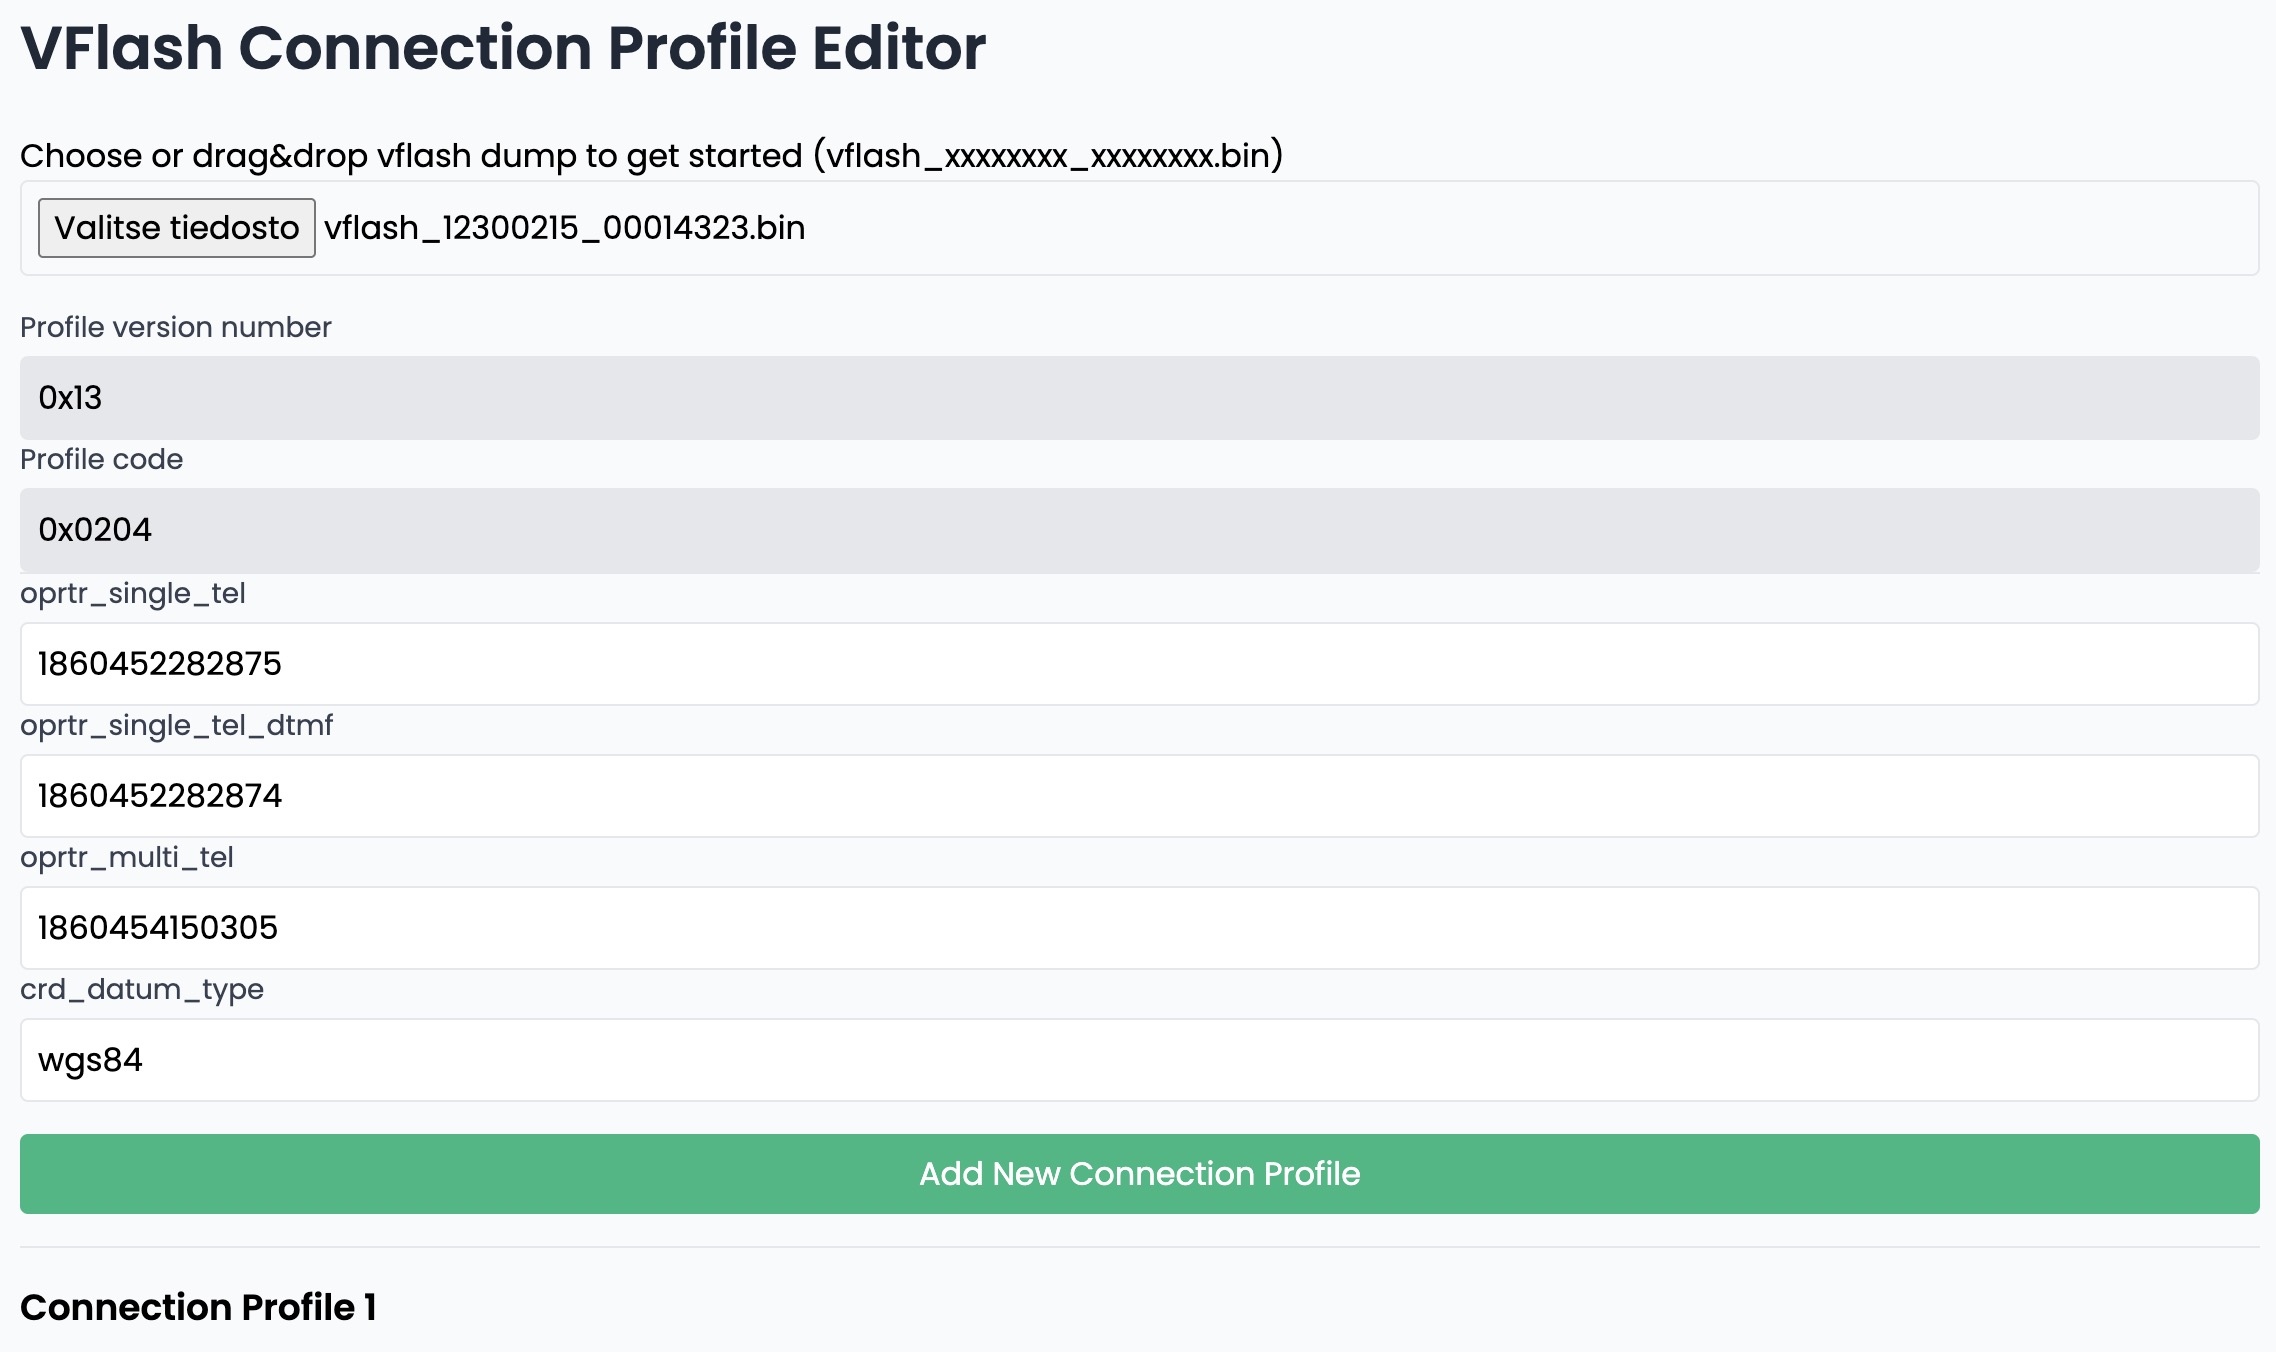 VFlash Connection Profile Editor
Choose or drag&drop vflash dump to get started (vflash_xxxxxxxx_xxxxxxxx.bin)
Valitse tiedosto vflash_12300215_00014323.bin
Profile version number
0x13
Profile code
0x0204
oprtr_single_tel
1860452282875
oprtr_single_tel_dtmf
1860452282874
oprtr_multi_tel
1860454150305
crd_datum_type
wgs84
Add New Connection Profile
Connection Profile 1